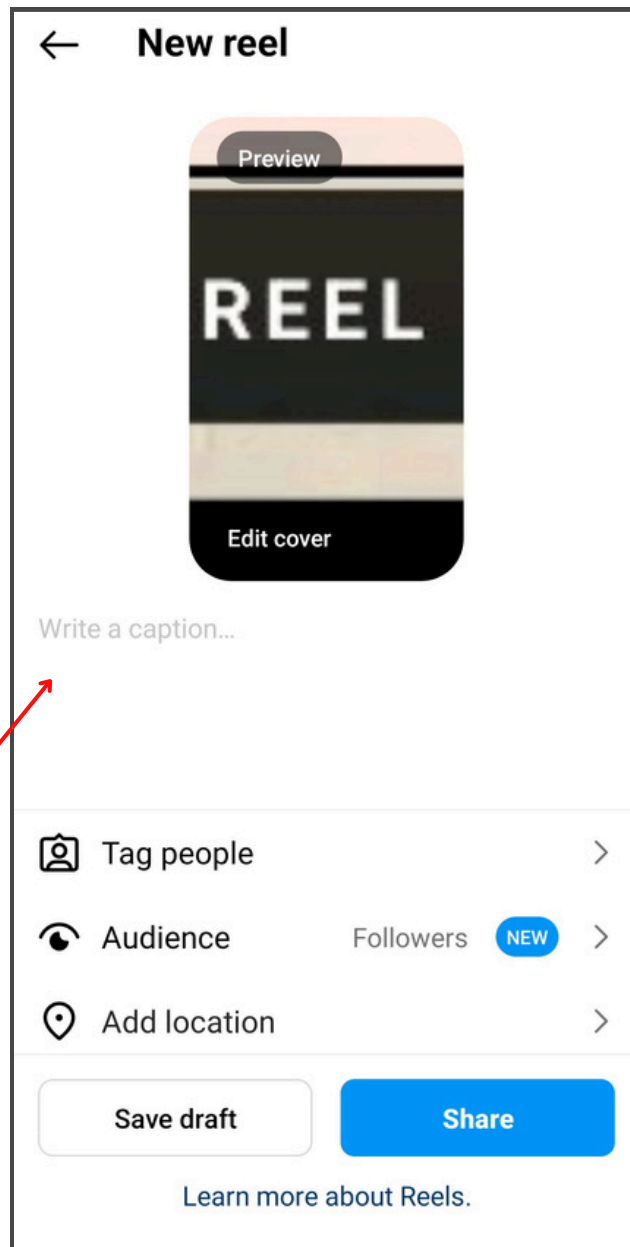 New reel
Preview
REEL
Edit cover
Write a caption...
Tag people
Audience Followers NEW
Add location
Save draft Share
Learn more about Reels.